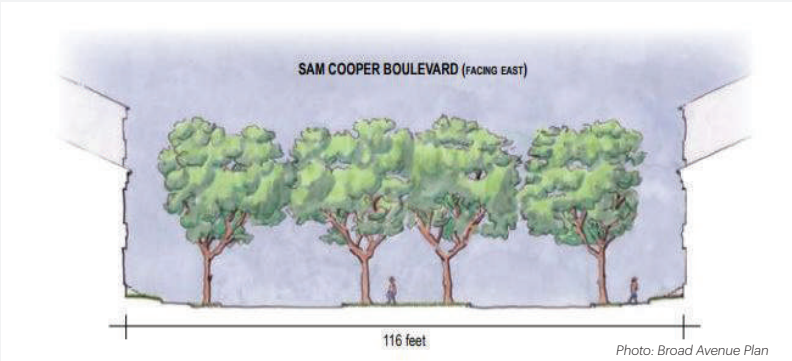 SAM COOPER BOULEVARD (FACING EAST)
116 feet
Photo: Broad Avenue Plan